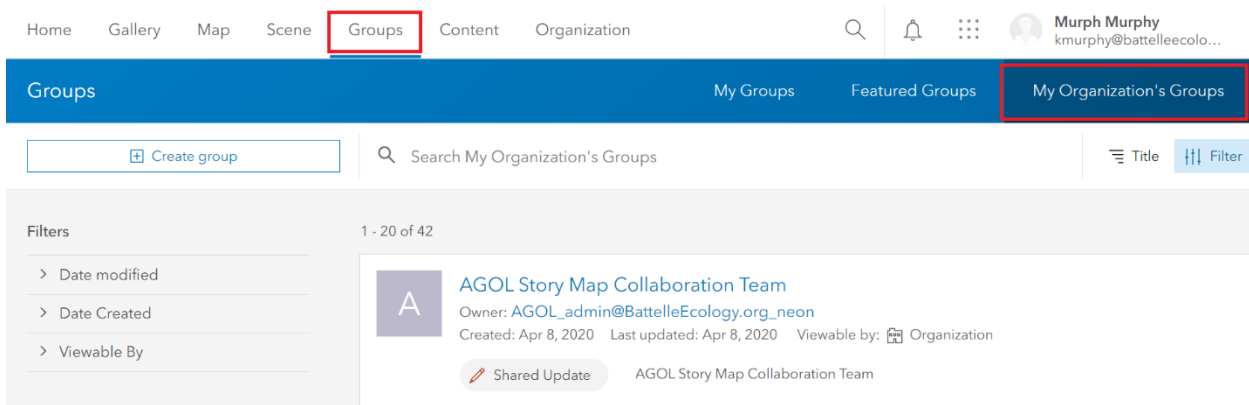 Home Gallery Map Scene Groups Content Organization Murph Murphy
kmurphy@battelleecolo...
Groups My Groups Featured Groups My Organization's Groups
Create group Search My Organization's Groups Title Filter
Filters 1 - 20 of 42
Date modified
Date Created
Viewable By
A
AGOL Story Map Collaboration Team
Owner: AGOL_admin@BattelleEcology.org_neon
Created: Apr 8, 2020 Last updated: Apr 8, 2020 Viewable by: Organization
Shared Update AGOL Story Map Collaboration Team